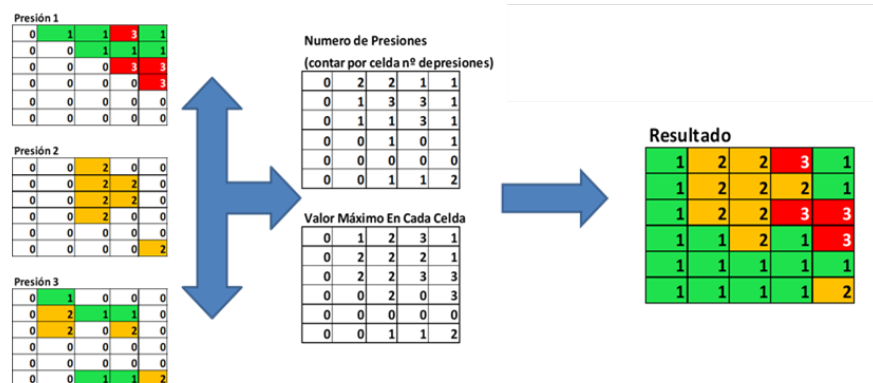 Presión 1
0 1 1 3 1
0 0 1 1 1
0 0 0 3 3
0 0 0 0 3
0 0 0 0 0
0 0 0 0 0
Presión 2
0 0 2 0 0
0 0 2 2 0
0 0 2 2 0
0 0 2 0 0
0 0 0 0 0
0 0 0 0 2
Presión 3
0 1 0 0 0
0 2 1 1 0
0 2 0 2 0
0 0 0 0 0
0 0 0 0 0
0 0 1 1 2
Numero de Presiones
(contar por celda nº depresiones)
0 2 2 1 1
0 1 3 3 1
0 1 1 3 1
0 0 1 0 1
0 0 0 0 0
0 0 1 1 2
Valor Máximo En Cada Celda
0 1 2 3 1
0 2 2 2 1
0 2 2 3 3
0 0 2 0 3
0 0 0 0 0
0 0 1 1 2
Resultado
1 2 2 3 1
1 2 2 2 1
1 2 2 3 3
1 1 2 1 3
1 1 1 1 1
1 1 1 1 2